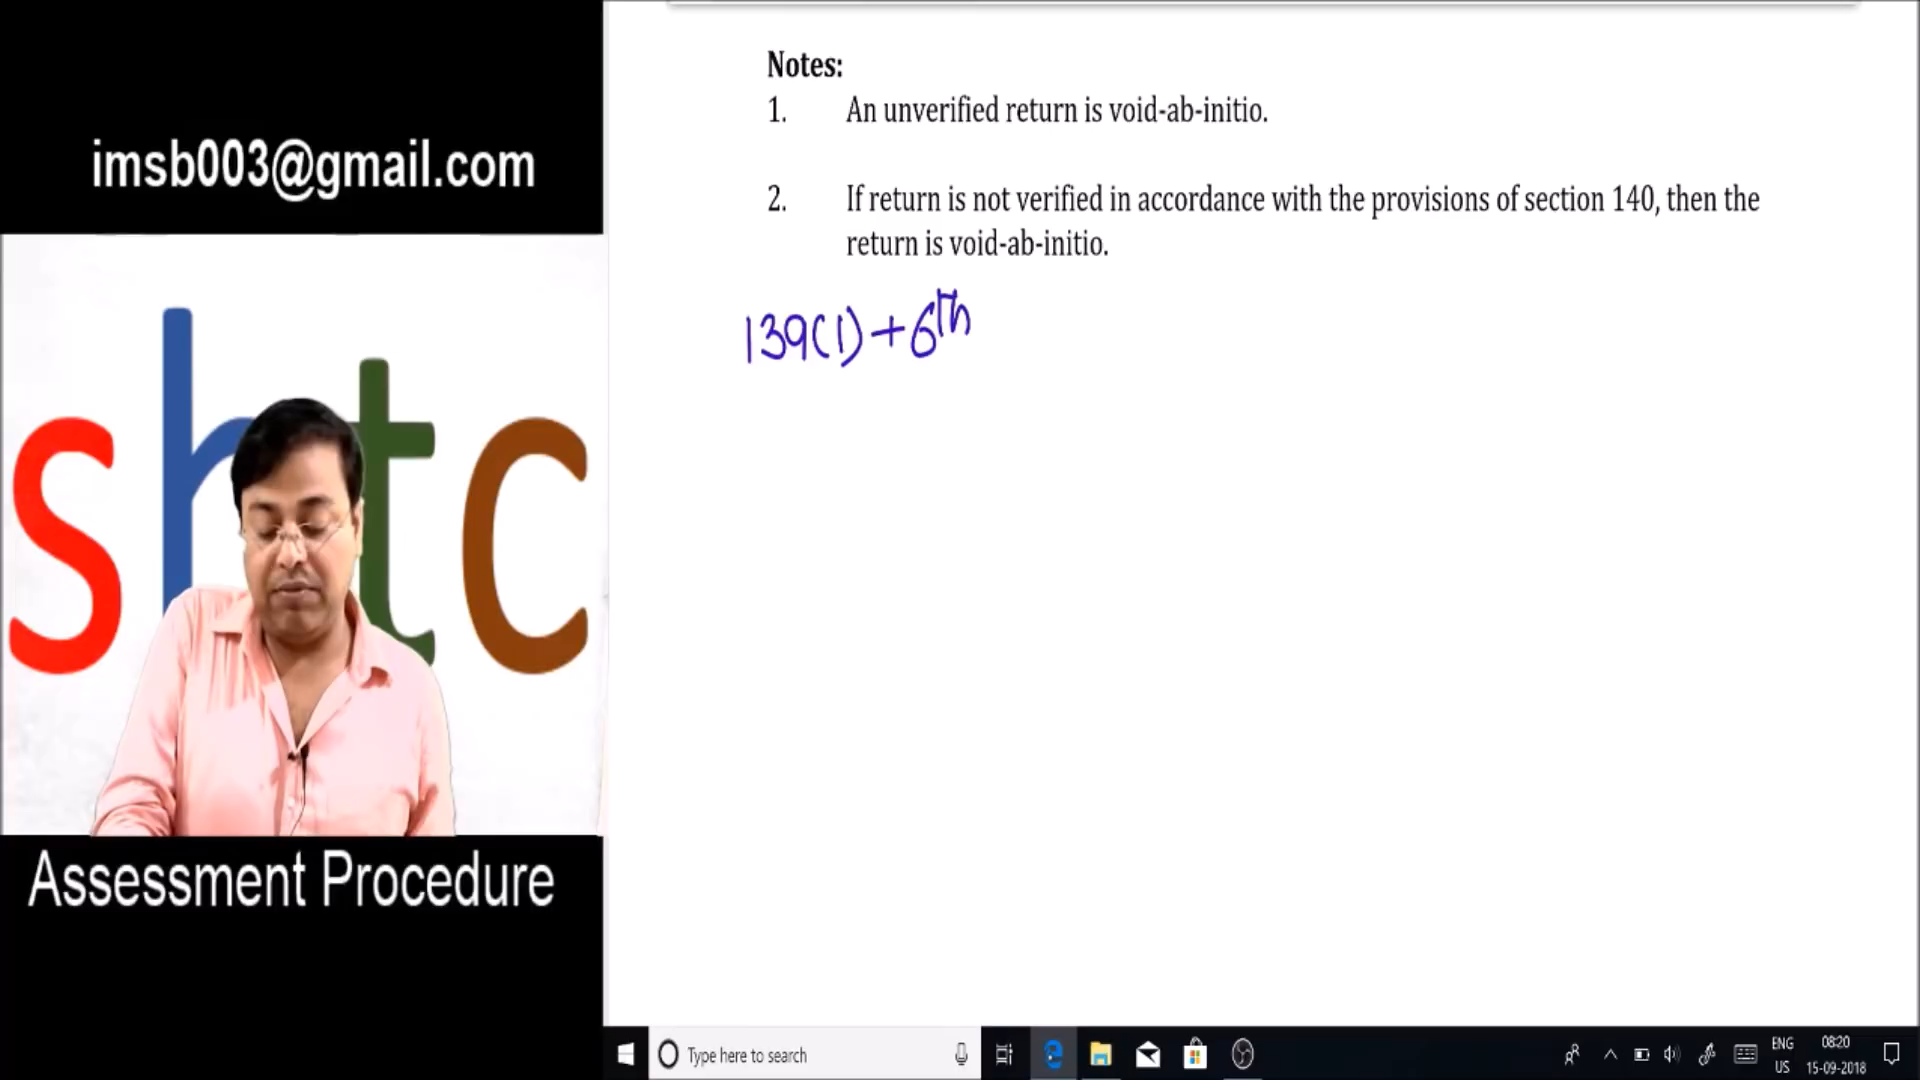 imsb003@gmail.com
shtc
Assessment Procedure
Notes:
1. An unverified return is void-ab-initio.
2. If return is not verified in accordance with the provisions of section 140, then the
return is void-ab-initio.
139(1) + 6th
Type here to search
ENG
US
08:20
15-09-2018